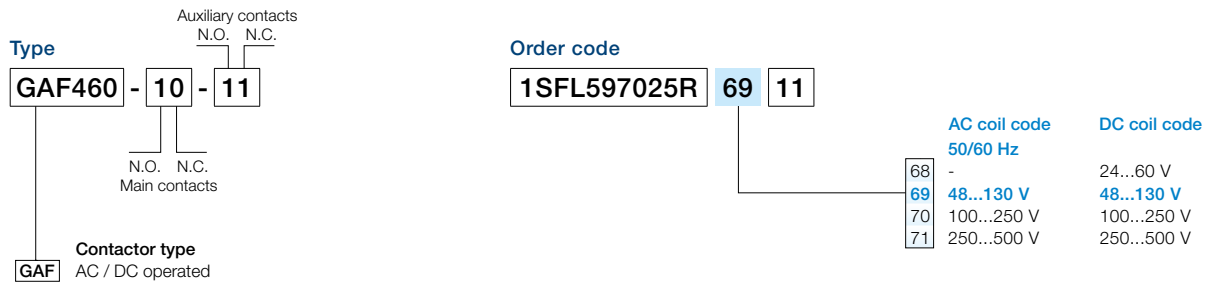 Auxiliary contacts
N.O. N.C.
Type
GAF460 - 10 - 11
N.O. N.C.
Main contacts
Contactor type
GAF AC / DC operated
Order code
1SFL597025R 69 11
AC coil code DC coil code
50/60 Hz
68 - 24...60 V
69 48...130 V 48...130 V
70 100...250 V 100...250 V
71 250...500 V 250...500 V